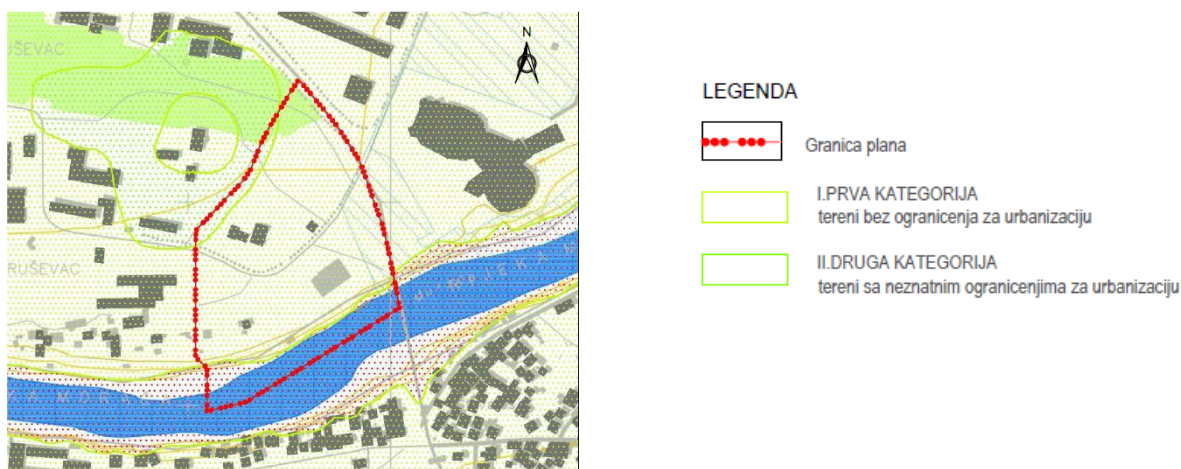 N
UŠEVAC
RUŠEVAC
LEGENDA
Granica plana
I.PRVA KATEGORIJA
tereni bez ogranicenja za urbanizaciju
II.DRUGA KATEGORIJA
tereni sa neznatnim ogranicenjima za urbanizaciju